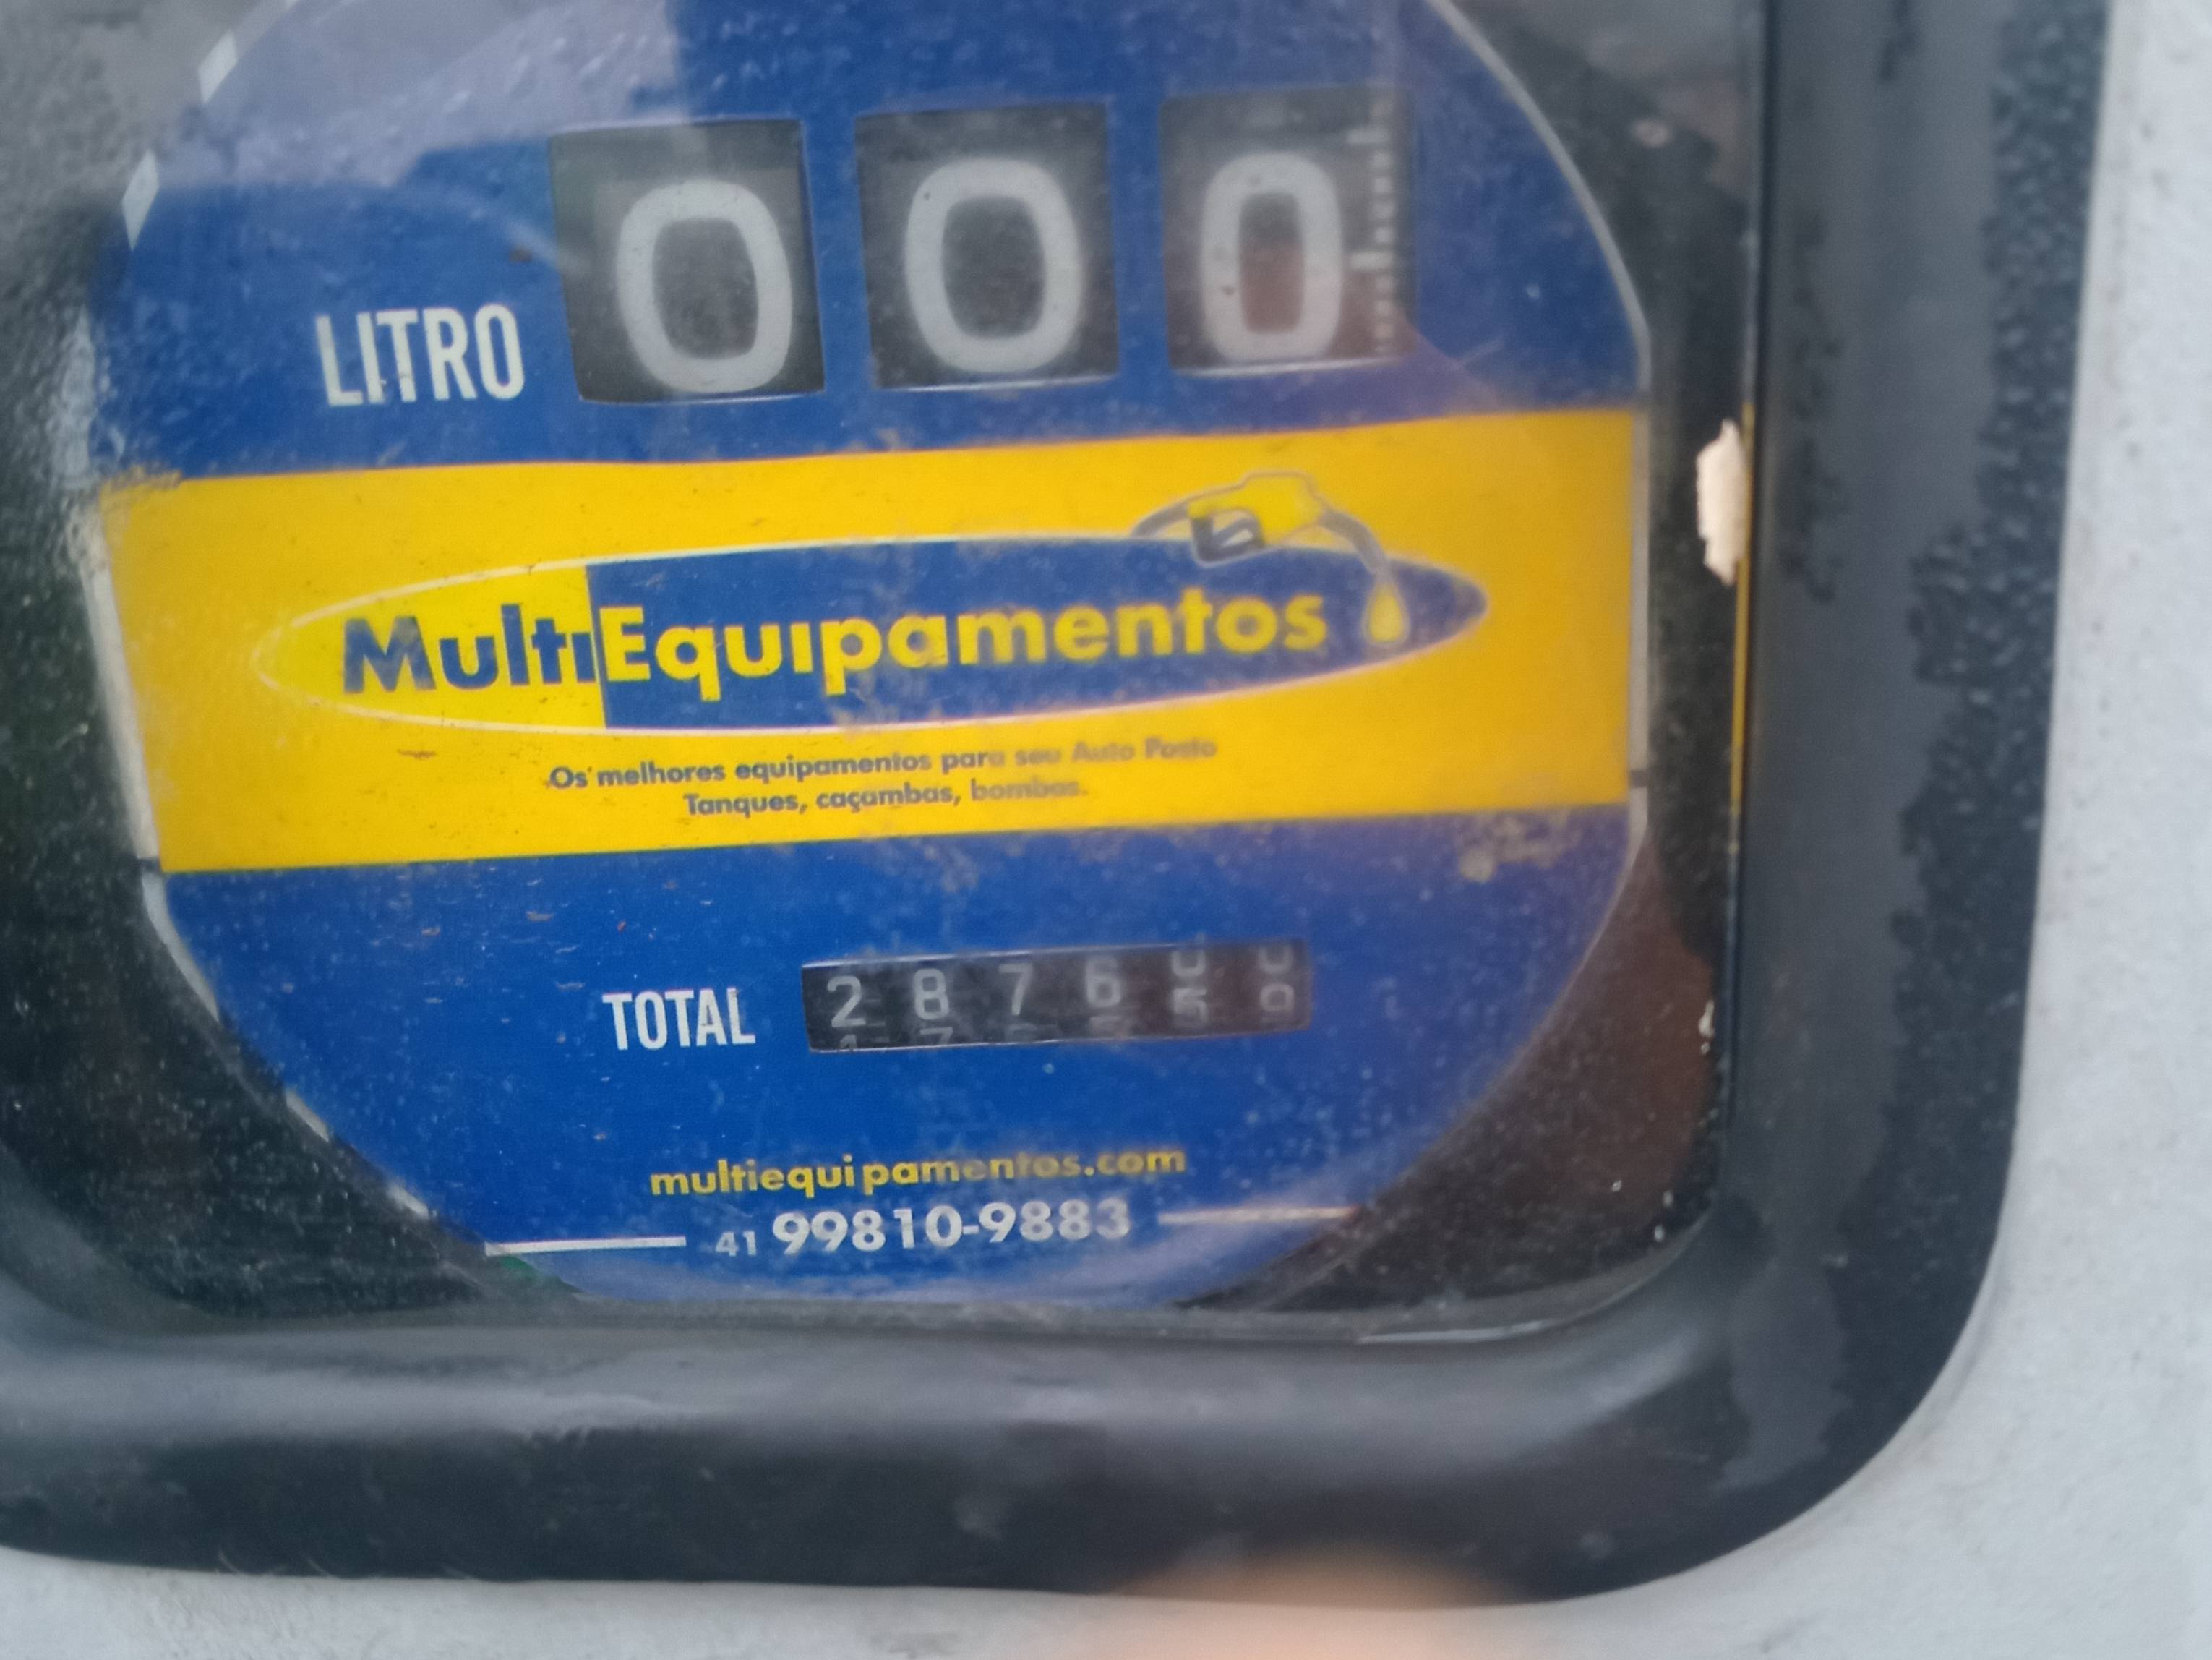 LITRO 000
MultiEquipamentos
Os melhores equipamentos para seu Auto Posto
Tanques, caçambas, bombas.
TOTAL 2876
multiequipamentos.com
41 99810-9883